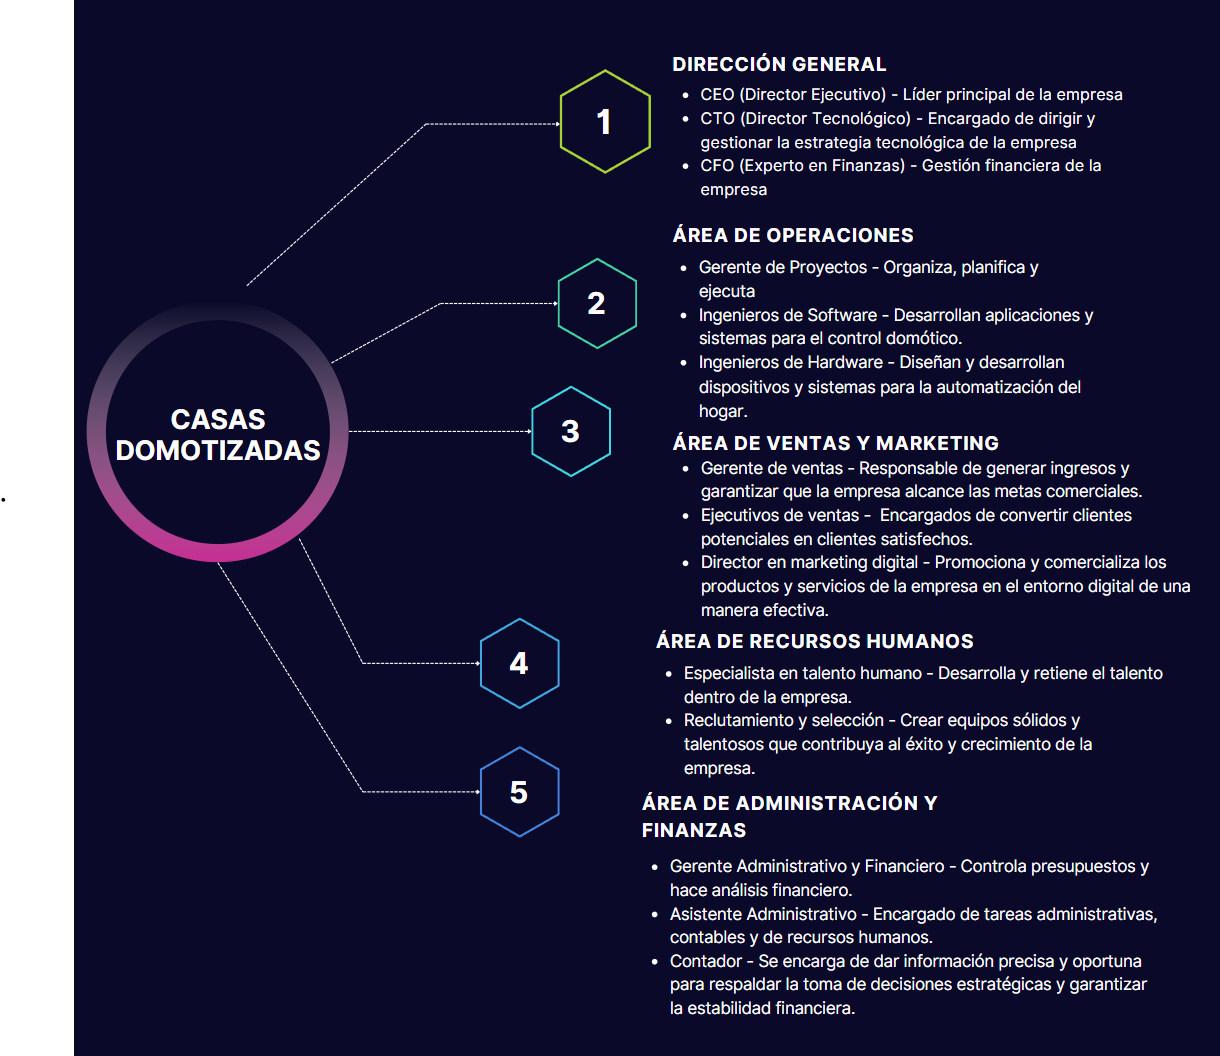 CASAS
DOMOTIZADAS
1
DIRECCIÓN GENERAL
• CEO (Director Ejecutivo) - Líder principal de la empresa
• CTO (Director Tecnológico) - Encargado de dirigir y
gestionar la estrategia tecnológica de la empresa
• CFO (Experto en Finanzas) - Gestión financiera de la
empresa
2
ÁREA DE OPERACIONES
• Gerente de Proyectos - Organiza, planifica y
ejecuta
• Ingenieros de Software - Desarrollan aplicaciones y
sistemas para el control domótico.
• Ingenieros de Hardware - Diseñan y desarrollan
dispositivos y sistemas para la automatización del
hogar.
3
ÁREA DE VENTAS Y MARKETING
• Gerente de ventas - Responsable de generar ingresos y
garantizar que la empresa alcance las metas comerciales.
• Ejecutivos de ventas -  Encargados de convertir clientes
potenciales en clientes satisfechos.
• Director en marketing digital - Promociona y comercializa los
productos y servicios de la empresa en el entorno digital de una
manera efectiva.
4
ÁREA DE RECURSOS HUMANOS
• Especialista en talento humano - Desarrolla y retiene el talento
dentro de la empresa.
• Reclutamiento y selección - Crear equipos sólidos y
talentosos que contribuya al éxito y crecimiento de la
empresa.
5
ÁREA DE ADMINISTRACIÓN Y
FINANZAS
• Gerente Administrativo y Financiero - Controla presupuestos y
hace análisis financiero.
• Asistente Administrativo - Encargado de tareas administrativas,
contables y de recursos humanos.
• Contador - Se encarga de dar información precisa y oportuna
para respaldar la toma de decisiones estratégicas y garantizar
la estabilidad financiera.
.